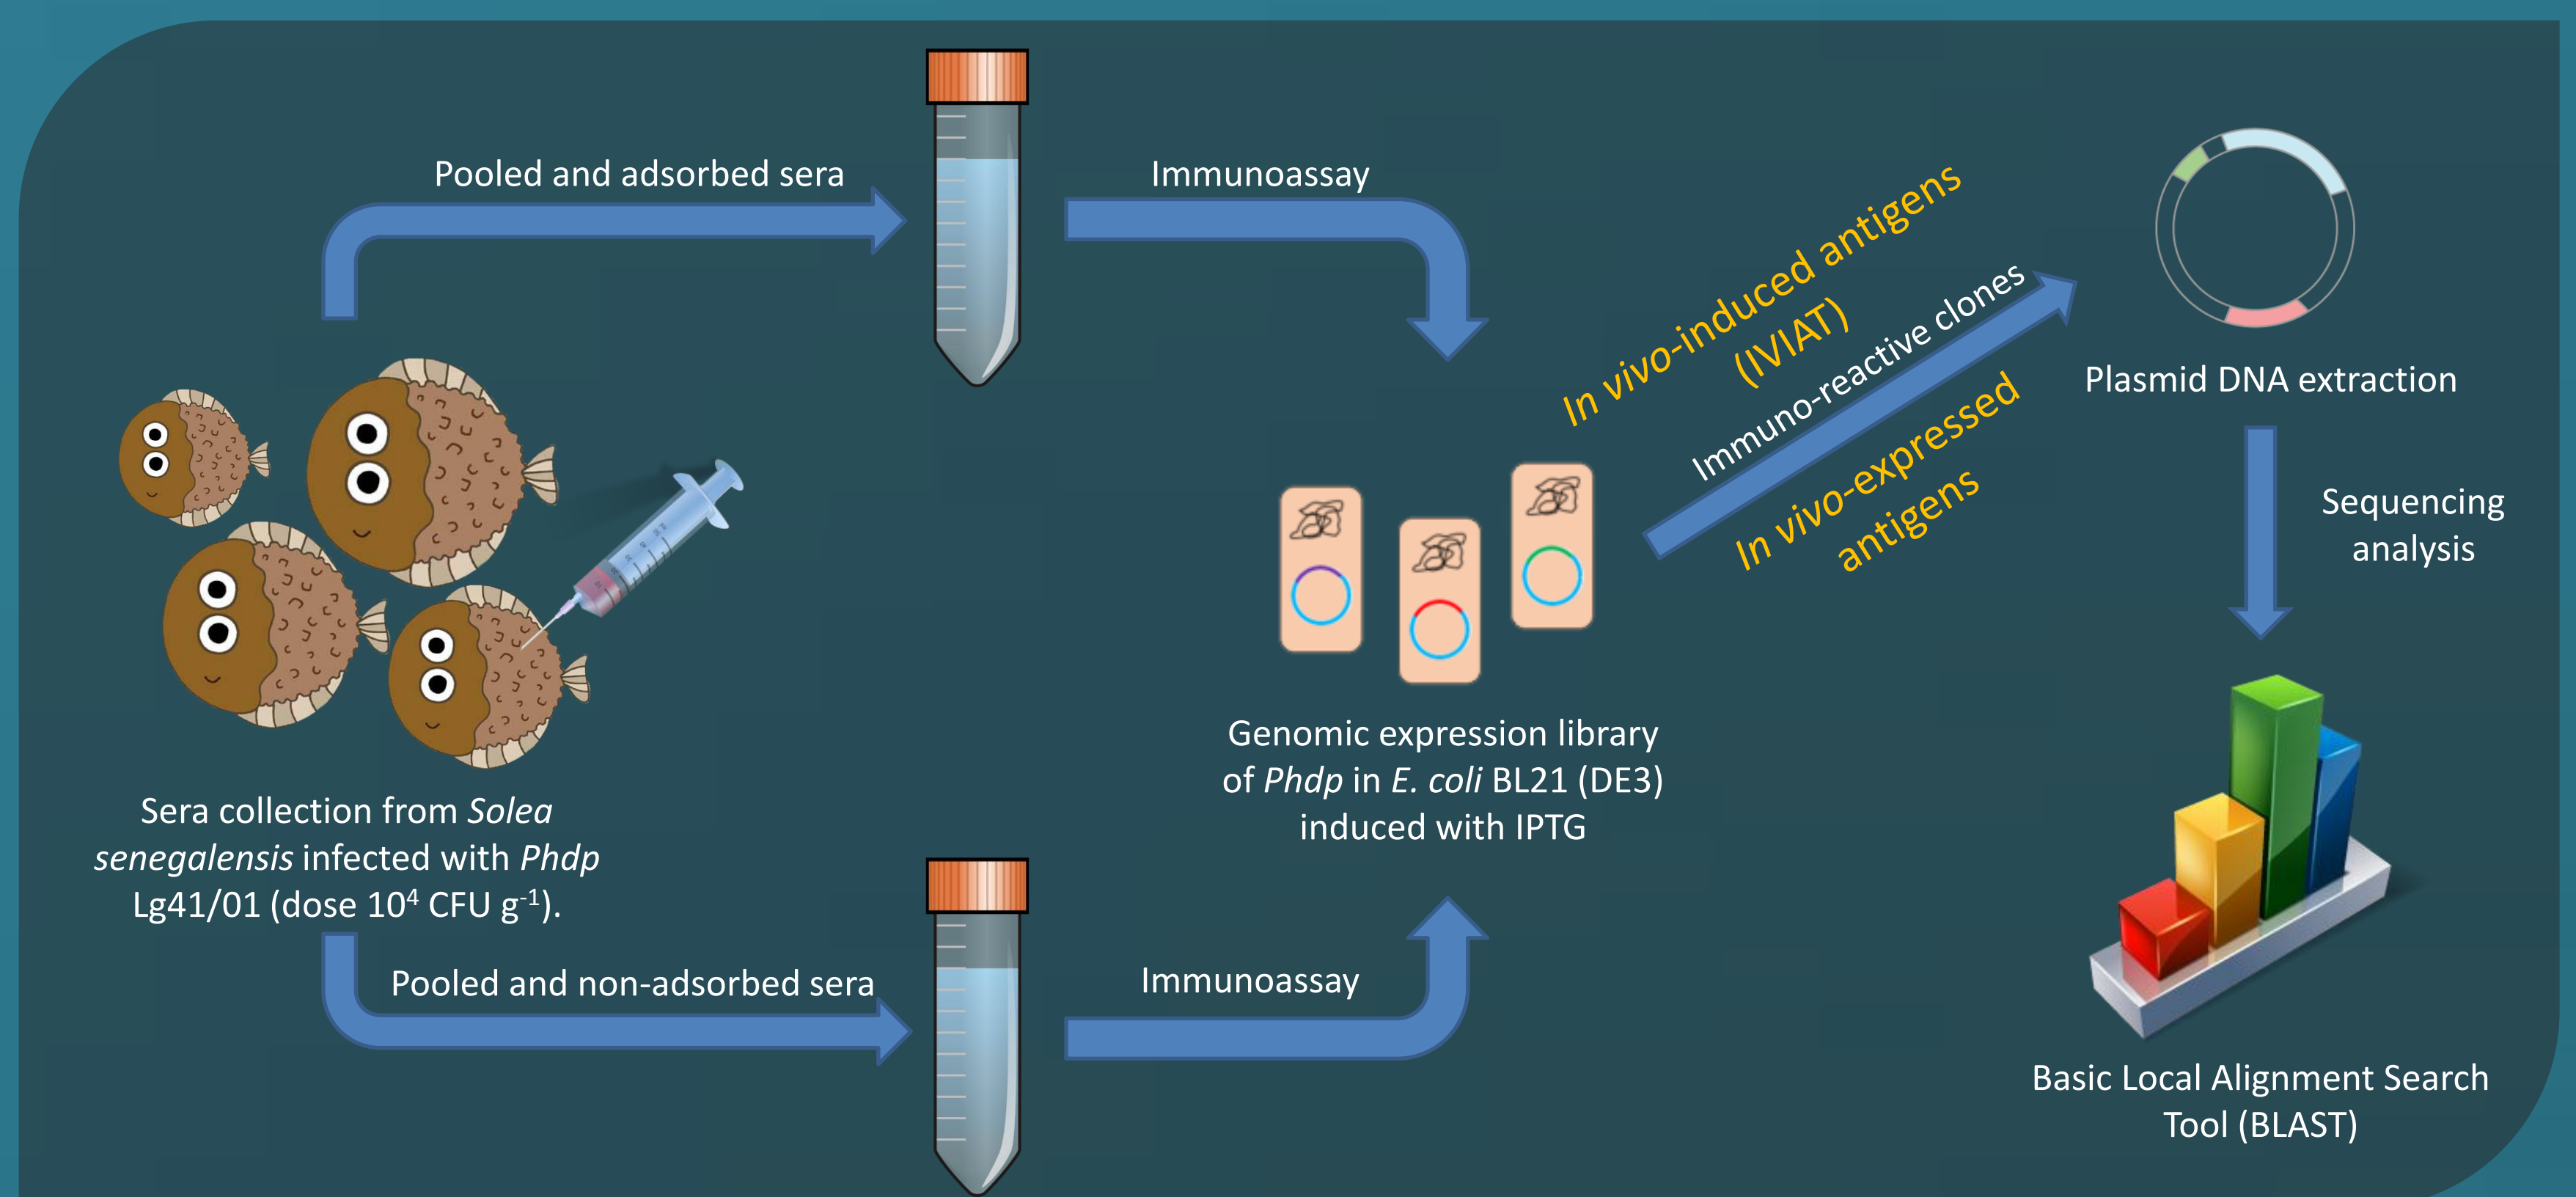 Pooled and adsorbed sera
Immunoassay
Sera collection from Solea
senegalensis infected with Phdp
Lg41/01 (dose 10⁴ CFU g⁻¹).
Pooled and non-adsorbed sera
Immunoassay
Genomic expression library
of Phdp in E. coli BL21 (DE3)
induced with IPTG
In vivo-induced antigens
(IVIAT)
Immuno-reactive clones
In vivo-expressed
antigens
Plasmid DNA extraction
Sequencing
analysis
Basic Local Alignment Search
Tool (BLAST)